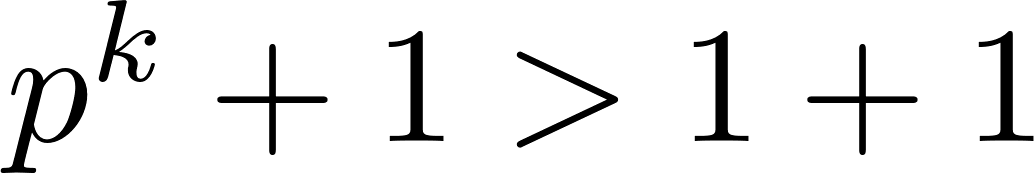 p^k + 1 > 1 + 1